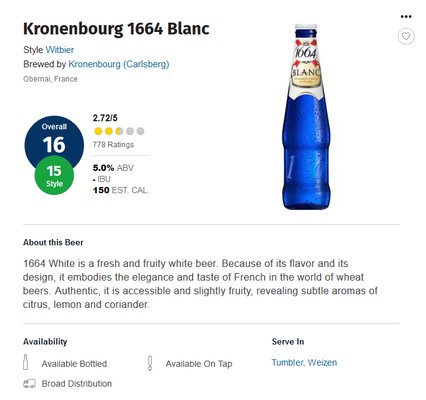 Kronenbourg 1664 Blanc
Style Witbier
Brewed by Kronenbourg (Carlsberg)
Obernai, France
Overall
16
15
Style
2.72/5
778 Ratings
5.0% ABV
- IBU
150 EST. CAL.
1664
BLANC
About this Beer
1664 White is a fresh and fruity white beer. Because of its flavor and its
design, it embodies the elegance and taste of French in the world of wheat
beers. Authentic, it is accessible and slightly fruity, revealing subtle aromas of
citrus, lemon and coriander.
Availability
Available Bottled
Available On Tap
Broad Distribution
Serve In
Tumbler, Weizen